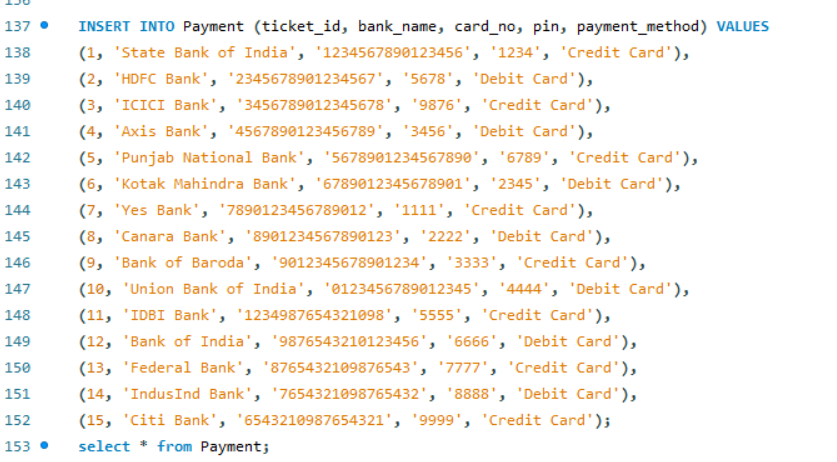 136
137 INSERT INTO Payment (ticket_id, bank_name, card_no, pin, payment_method) VALUES
138 (1, 'State Bank of India', '1234567890123456', '1234', 'Credit Card'),
139 (2, 'HDFC Bank', '2345678901234567', '5678', 'Debit Card'),
140 (3, 'ICICI Bank', '3456789012345678', '9876', 'Credit Card'),
141 (4, 'Axis Bank', '4567890123456789', '3456', 'Debit Card'),
142 (5, 'Punjab National Bank', '5678901234567890', '6789', 'Credit Card'),
143 (6, 'Kotak Mahindra Bank', '6789012345678901', '2345', 'Debit Card'),
144 (7, 'Yes Bank', '7890123456789012', '1111', 'Credit Card'),
145 (8, 'Canara Bank', '8901234567890123', '2222', 'Debit Card'),
146 (9, 'Bank of Baroda', '9012345678901234', '3333', 'Credit Card'),
147 (10, 'Union Bank of India', '0123456789012345', '4444', 'Debit Card'),
148 (11, 'IDBI Bank', '1234987654321098', '5555', 'Credit Card'),
149 (12, 'Bank of India', '9876543210123456', '6666', 'Debit Card'),
150 (13, 'Federal Bank', '8765432109876543', '7777', 'Credit Card'),
151 (14, 'IndusInd Bank', '7654321098765432', '8888', 'Debit Card'),
152 (15, 'Citi Bank', '6543210987654321', '9999', 'Credit Card');
153 select * from Payment;